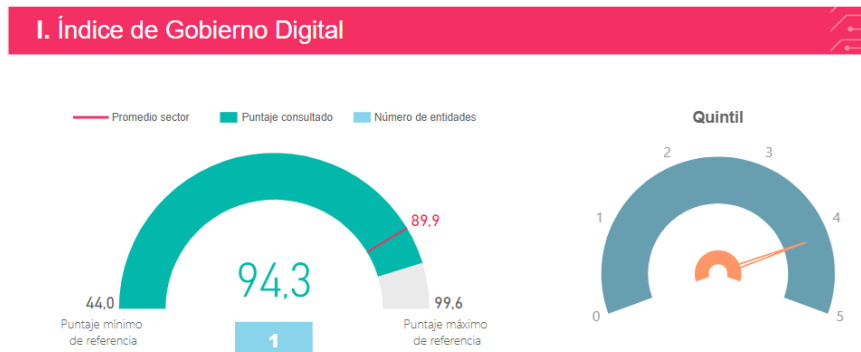 I. Índice de Gobierno Digital
Promedio sector
Puntaje consultado
Número de entidades
89,9
94,3
44,0
Puntaje mínimo
de referencia
99,6
Puntaje máximo
de referencia
1
Quintil
0
1
2
3
4
5